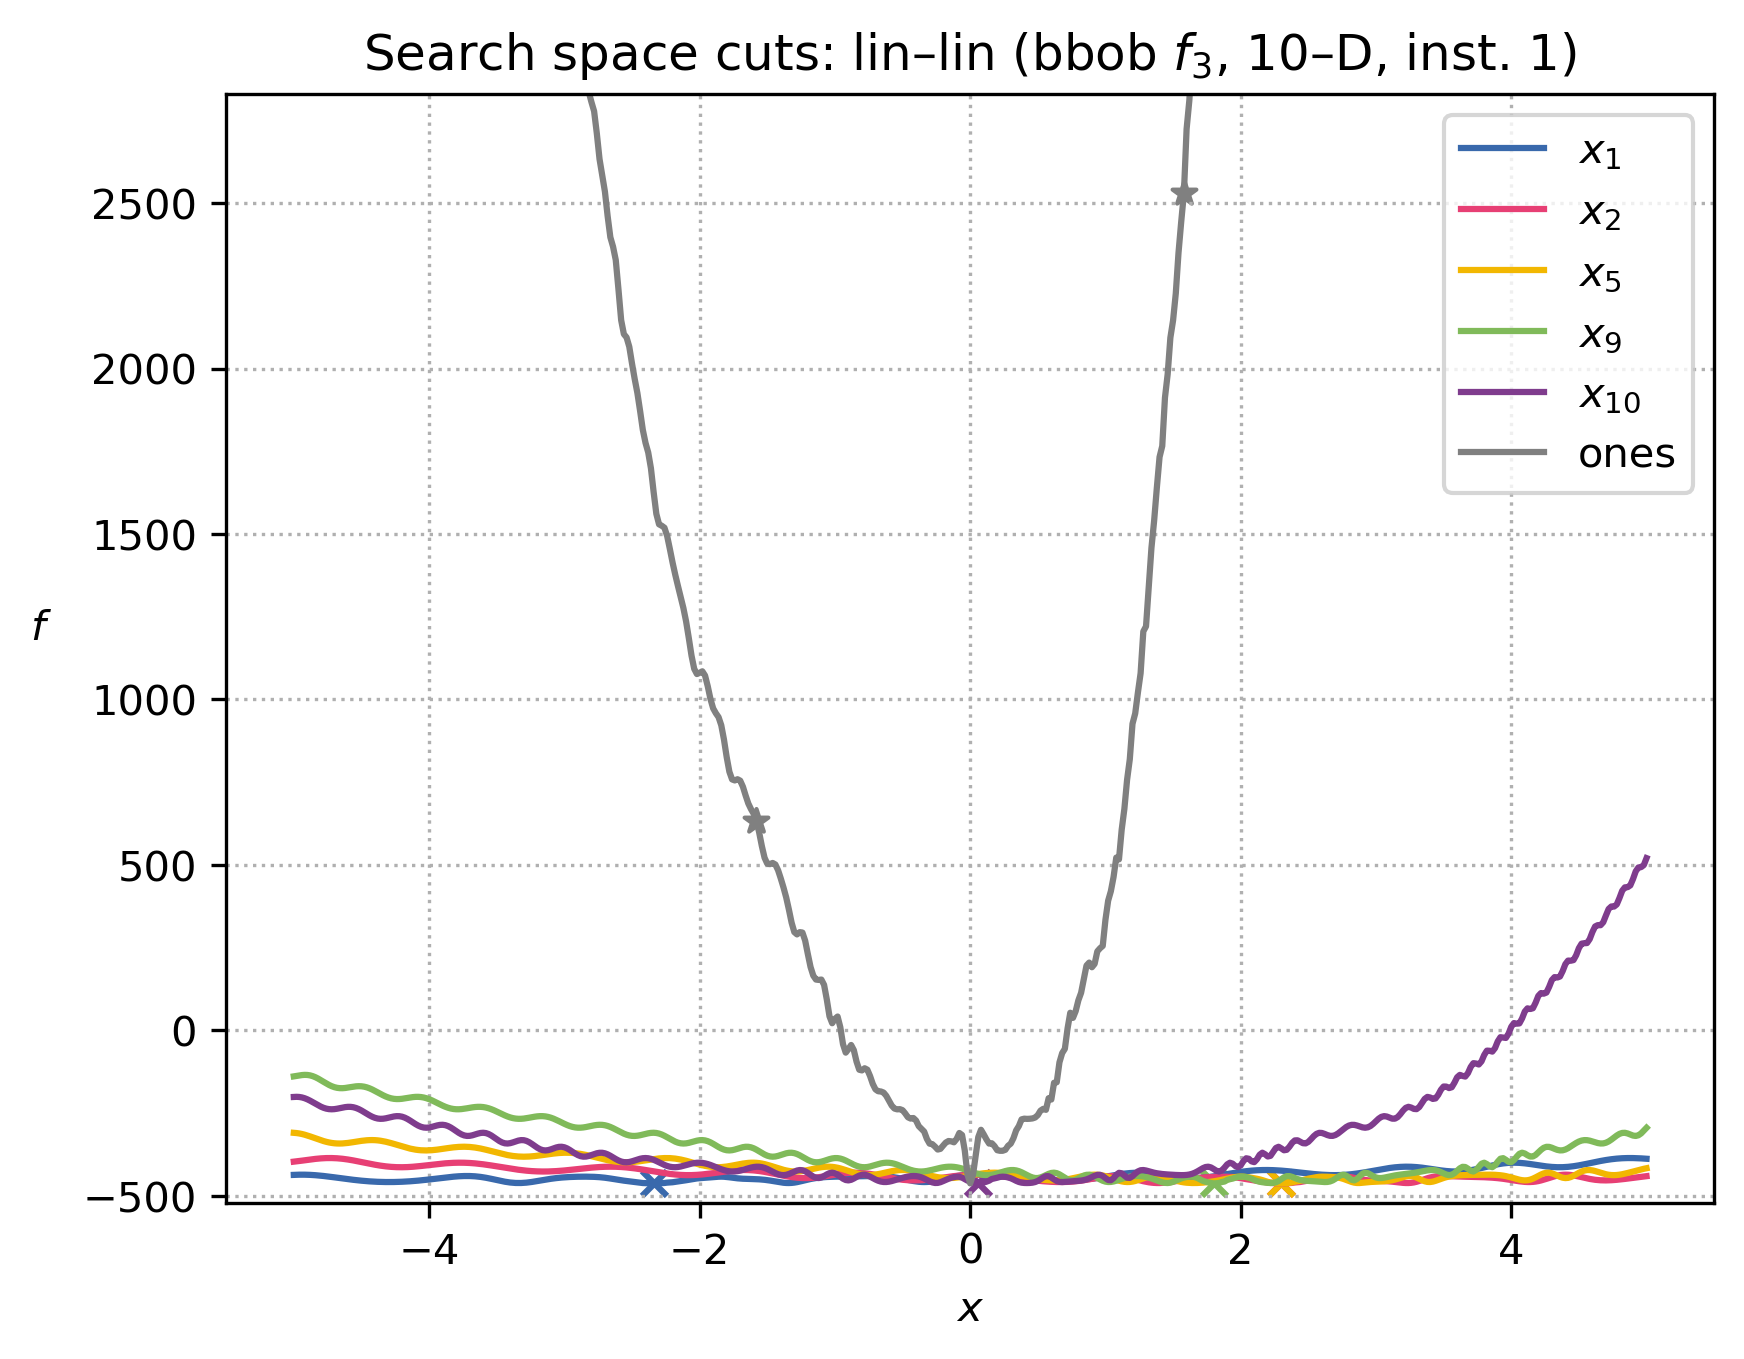 Search space cuts: lin–lin (bbob f₃, 10–D, inst. 1)
x₁
x₂
x₅
x₉
x₁₀
ones
2500
2000
1500
1000
500
0
−500
f
−4
−2
0
2
4
x